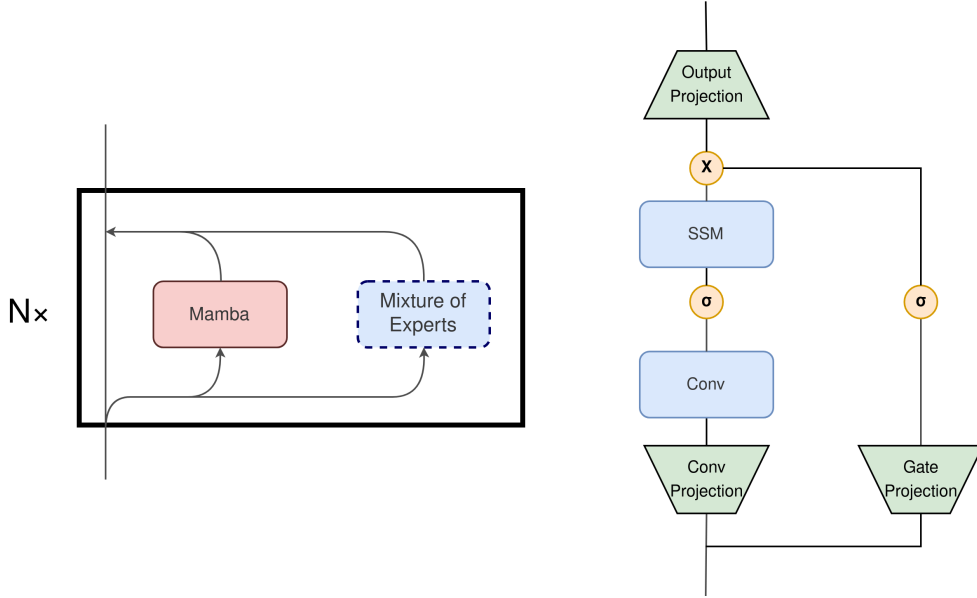 N×
Mamba
Mixture of
Experts
Output
Projection
X
SSM
σ
σ
Conv
Conv
Projection
Gate
Projection